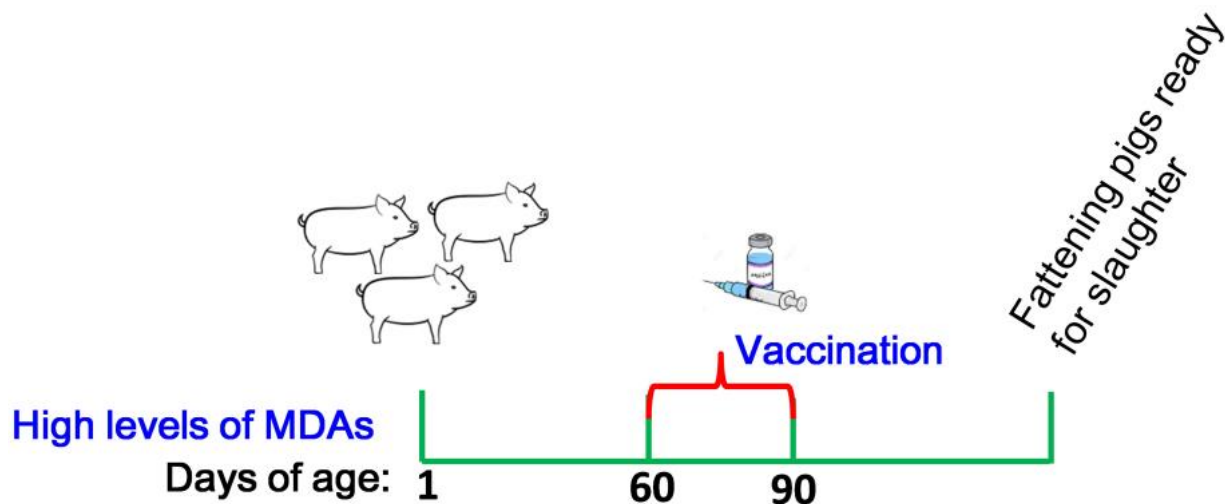 Fattening pigs ready
for slaughter
Vaccination
High levels of MDAs
Days of age: 1 60 90